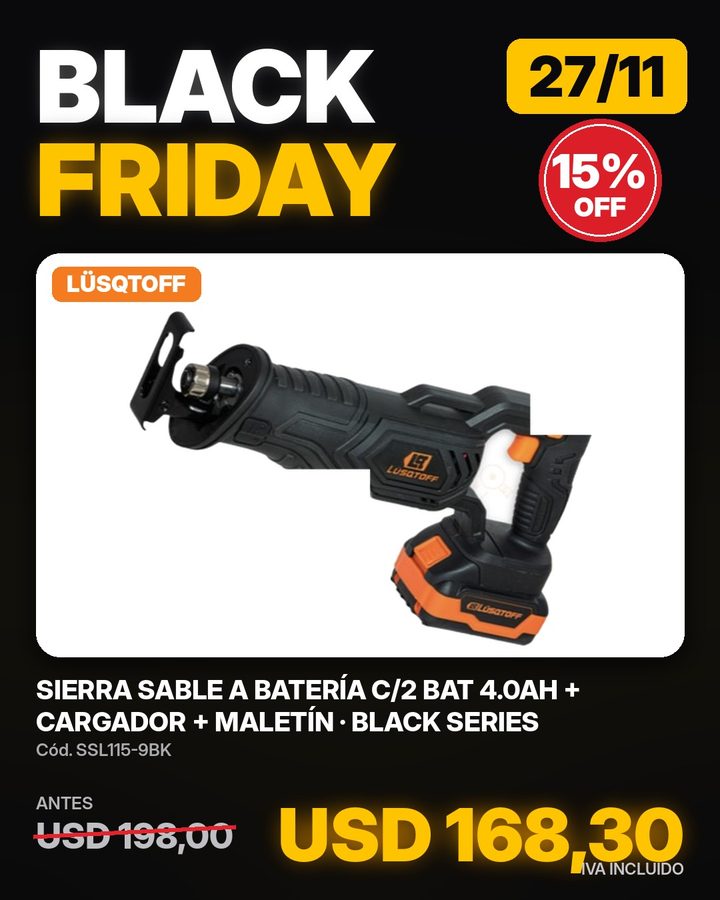 BLACK
FRIDAY
27/11
15%
OFF
LÜSQTOFF
LÜSQTOFF
LÜSQTOFF
SIERRA SABLE A BATERÍA C/2 BAT 4.0AH +
CARGADOR + MALETÍN · BLACK SERIES
Cód. SSL115-9BK
ANTES
USD 198,00
USD 168,30
IVA INCLUIDO